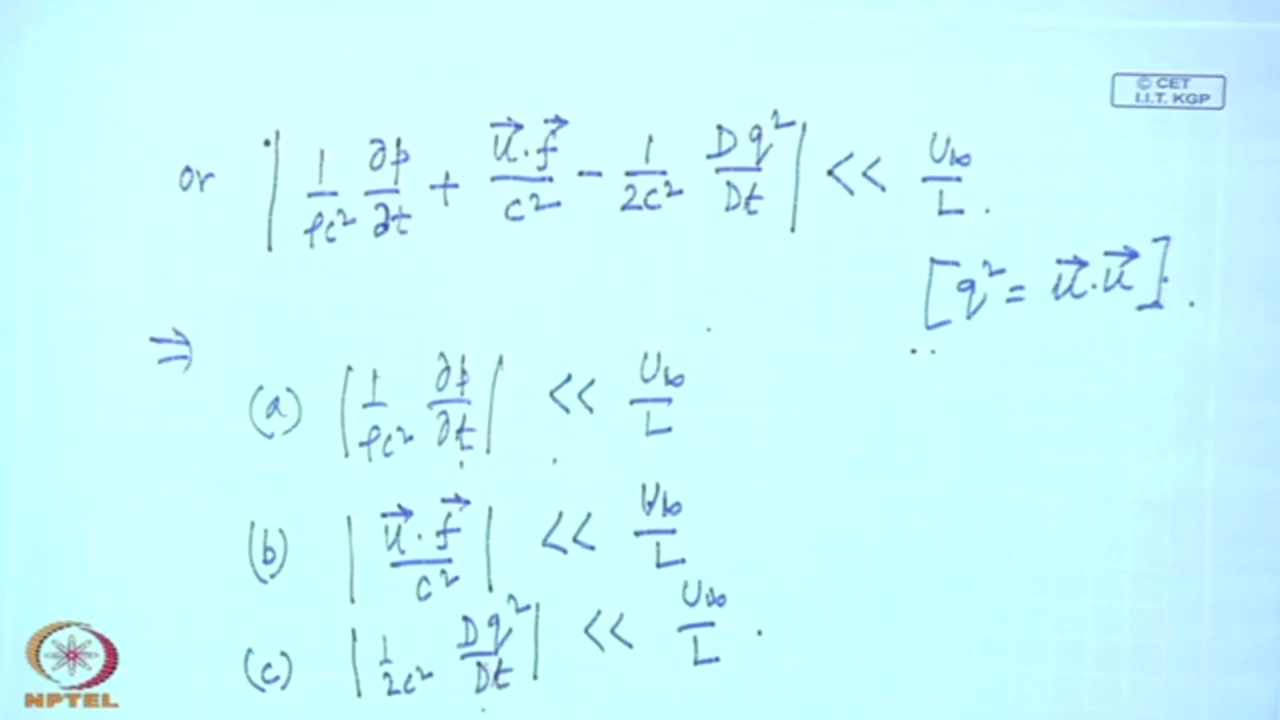 © CET
I.I.T. KGP
or | 1/ρc² ∂p/∂t + u⃗·f⃗/c² − 1/2c² Dq²/Dt | << U∞/L .
[q² = u⃗·u⃗] .
⇒
(a) | 1/ρc² ∂p/∂t | << U∞/L
(b) | u⃗·f⃗/c² | << U∞/L
(c) | 1/2c² Dq²/Dt | << U∞/L .
NPTEL